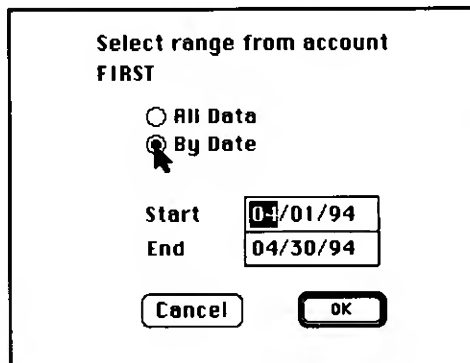 Select range from account
FIRST
All Data
By Date
Start 04/01/94
End 04/30/94
Cancel OK